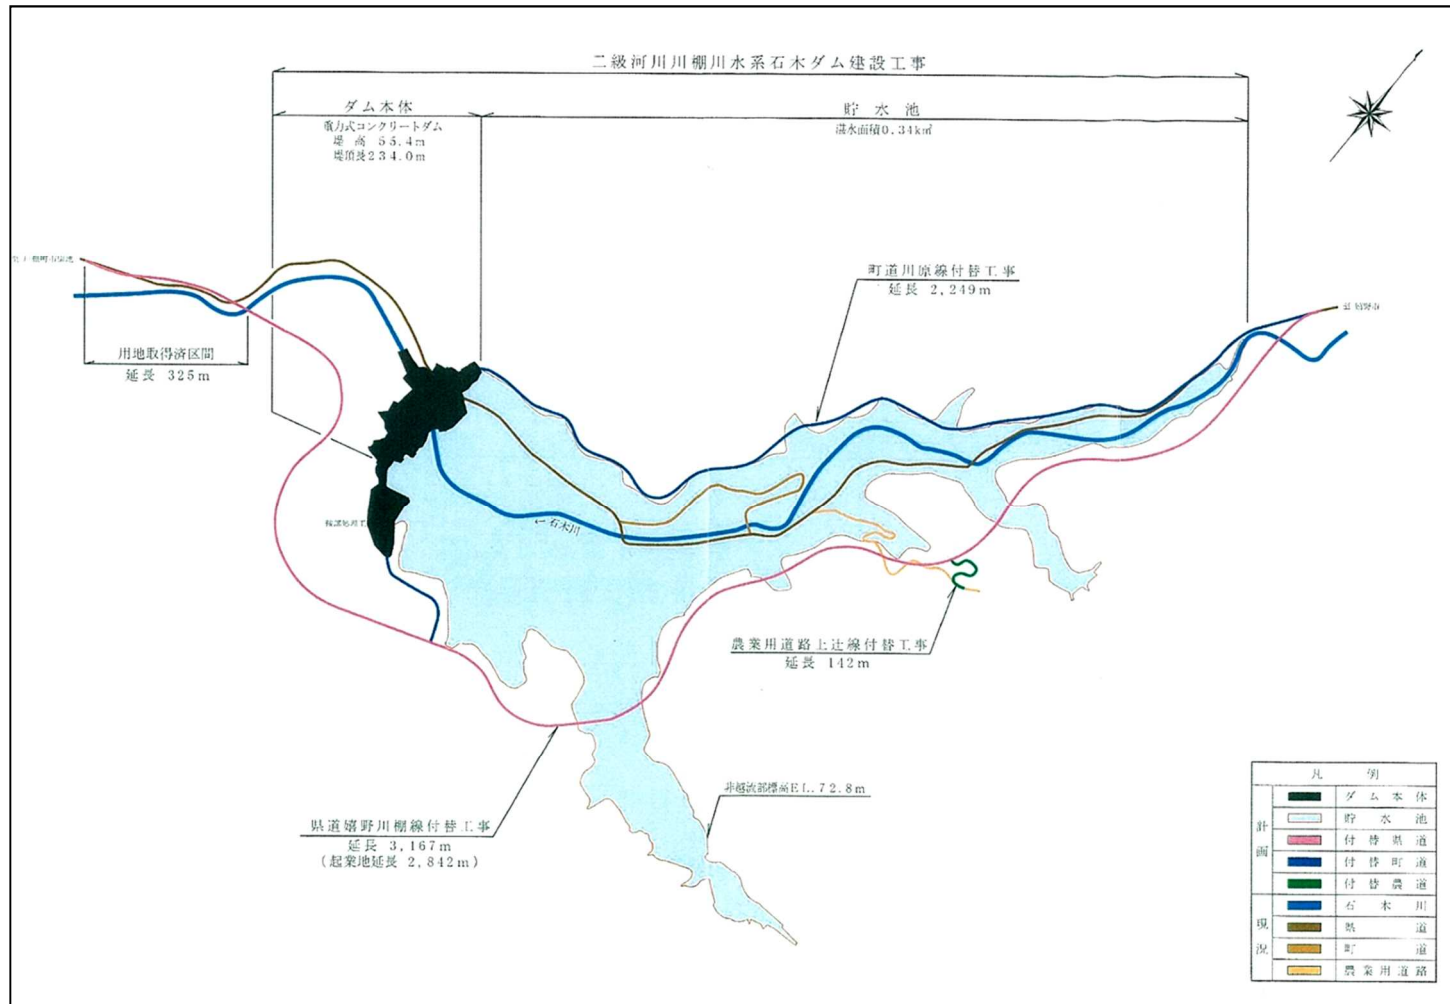 二級河川川棚川水系石木ダム建設工事
ダム本体
重力式コンクリートダム
堤 高 55.4m
堤頂長234.0m
貯 水 池
湛水面積0.34k㎡
町道川原線付替工事
延長 2,249m
用地取得済区間
延長 325m
←石木川
農業用道路上辻線付替工事
延長 142m
非越流部標高EL.72.8m
県道嬉野川棚線付替工事
延長 3,167m
(起業地延長 2,842m)
凡 例
計画
ダム本体
貯水池
付替県道
付替町道
付替農道
現況
石木川
県道
町道
農業用道路